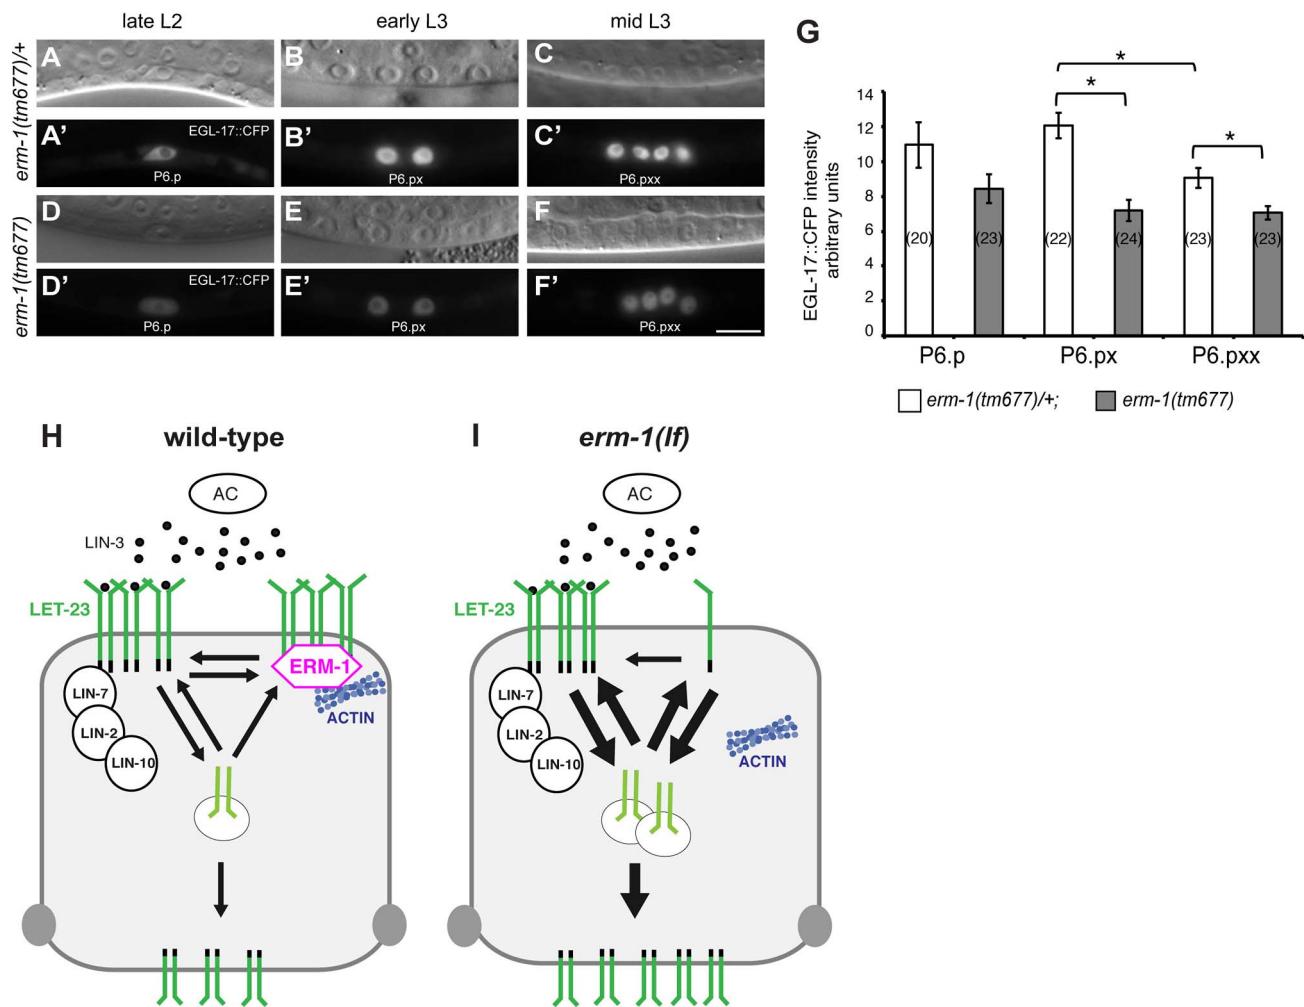 late L2
early L3
mid L3
erm-1(tm677)/+
A
B
C
A’
EGL-17::CFP
P6.p
B’
P6.px
C’
P6.pxx
erm-1(tm677)
D
E
F
D’
EGL-17::CFP
P6.p
E’
P6.px
F’
P6.pxx
G
EGL-17::CFP intensity
arbitrary units
14
12
10
8
6
4
2
0
*
*
*
(20)
(23)
(22)
(24)
(23)
(23)
P6.p
P6.px
P6.pxx
erm-1(tm677)/+;
erm-1(tm677)
H
wild-type
AC
LIN-3
LET-23
ERM-1
ACTIN
LIN-7
LIN-2
LIN-10
I
erm-1(lf)
AC
LET-23
LIN-7
LIN-2
LIN-10
ACTIN